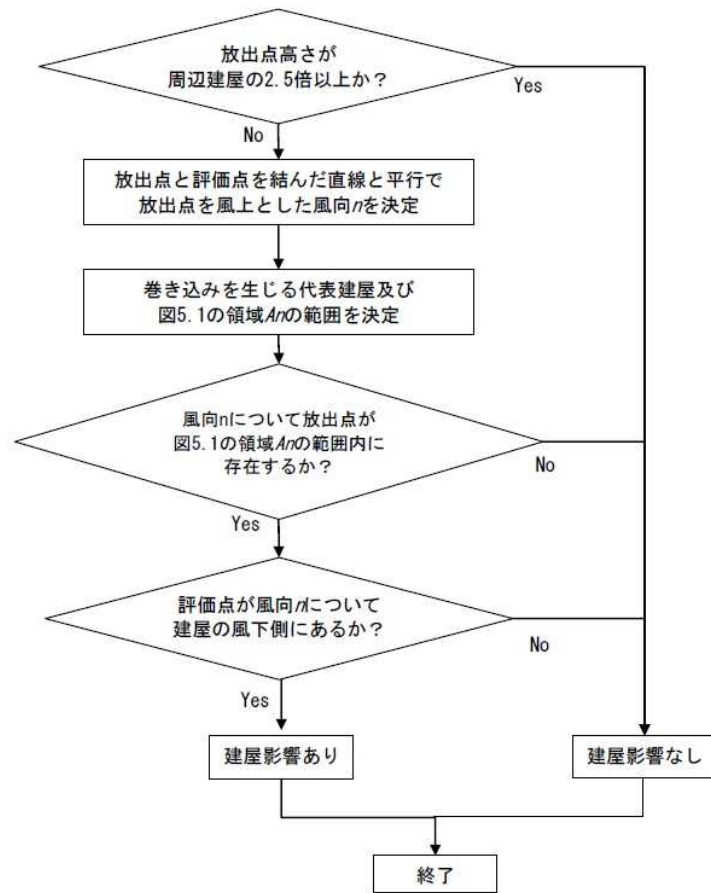 放出点高さが
周辺建屋の2.5倍以上か？
Yes
No
放出点と評価点を結んだ直線と平行で
放出点を風上とした風向nを決定
巻き込みを生じる代表建屋及び
図5.1の領域Anの範囲を決定
風向nについて放出点が
図5.1の領域Anの範囲内に
存在するか？
No
Yes
評価点が風向nについて
建屋の風下側にあるか？
No
Yes
建屋影響あり
建屋影響なし
終了